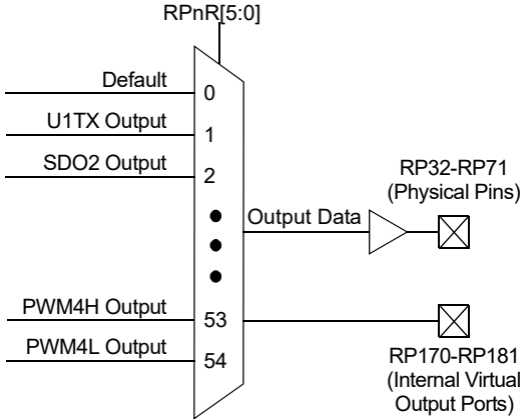 RPnR[5:0]
Default
0
U1TX Output
1
SDO2 Output
2
RP32-RP71
(Physical Pins)
Output Data
PWM4H Output
53
PWM4L Output
54
RP170-RP181
(Internal Virtual
Output Ports)